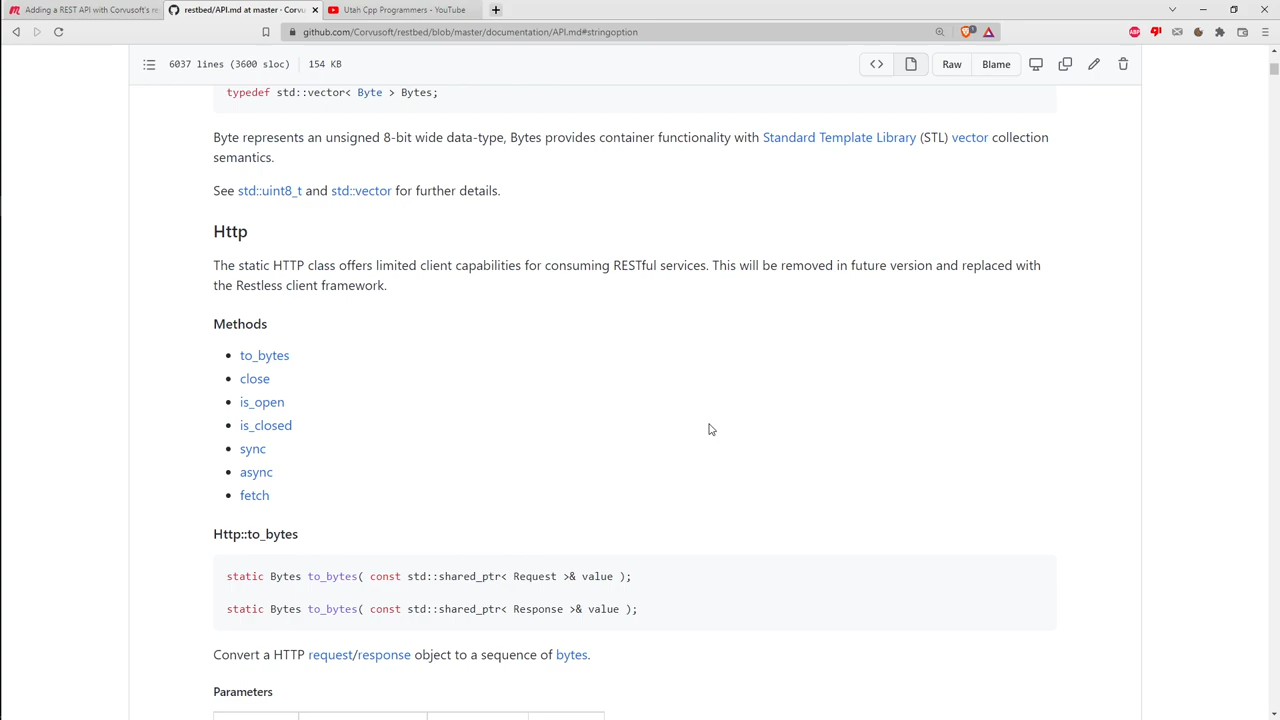 Adding a REST API with Corvusoft's re
restbed/API.md at master · Corvu
Utah Cpp Programmers - YouTube
github.com/Corvusoft/restbed/blob/master/documentation/API.md#stringoption
6037 lines (3600 sloc) 154 KB
Raw
Blame
typedef std::vector< Byte > Bytes;
Byte represents an unsigned 8-bit wide data-type, Bytes provides container functionality with Standard Template Library (STL) vector collection
semantics.
See std::uint8_t and std::vector for further details.
Http
The static HTTP class offers limited client capabilities for consuming RESTful services. This will be removed in future version and replaced with
the Restless client framework.
Methods
to_bytes
close
is_open
is_closed
sync
async
fetch
Http::to_bytes
static Bytes to_bytes( const std::shared_ptr< Request >& value );
static Bytes to_bytes( const std::shared_ptr< Response >& value );
Convert a HTTP request/response object to a sequence of bytes.
Parameters